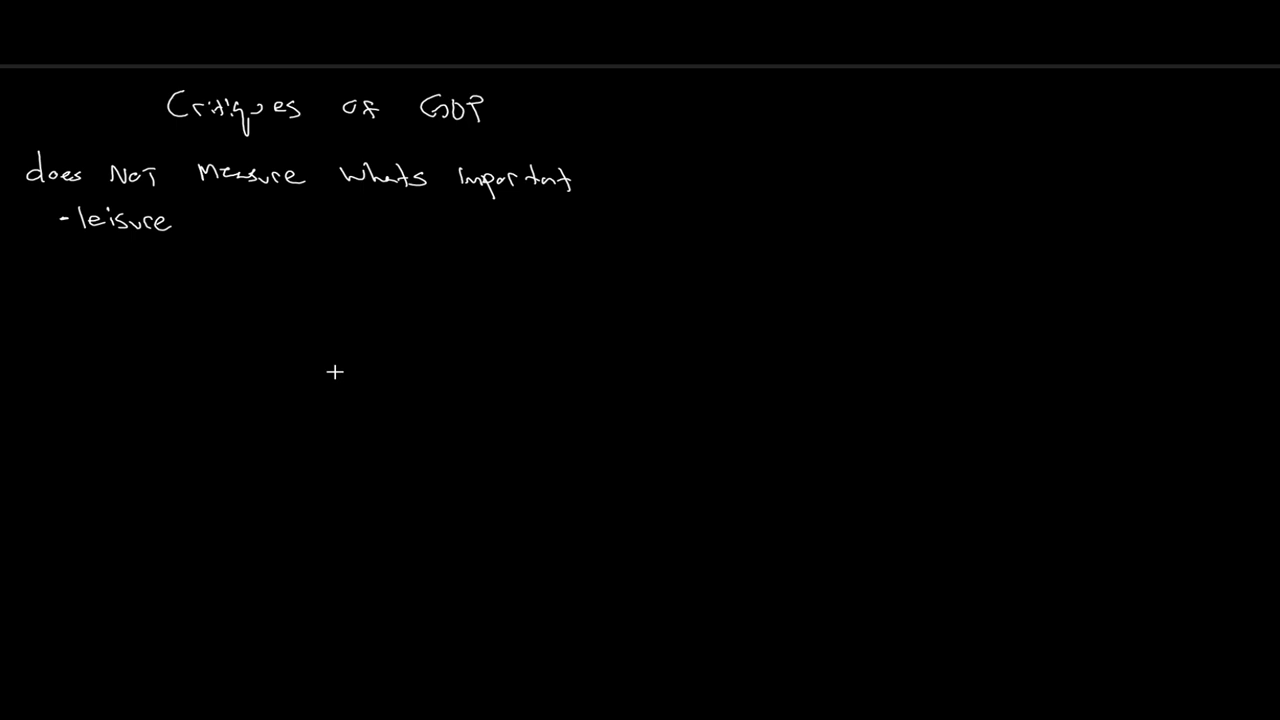 Critiques of GDP
does NOT Measure whats important
- leisure